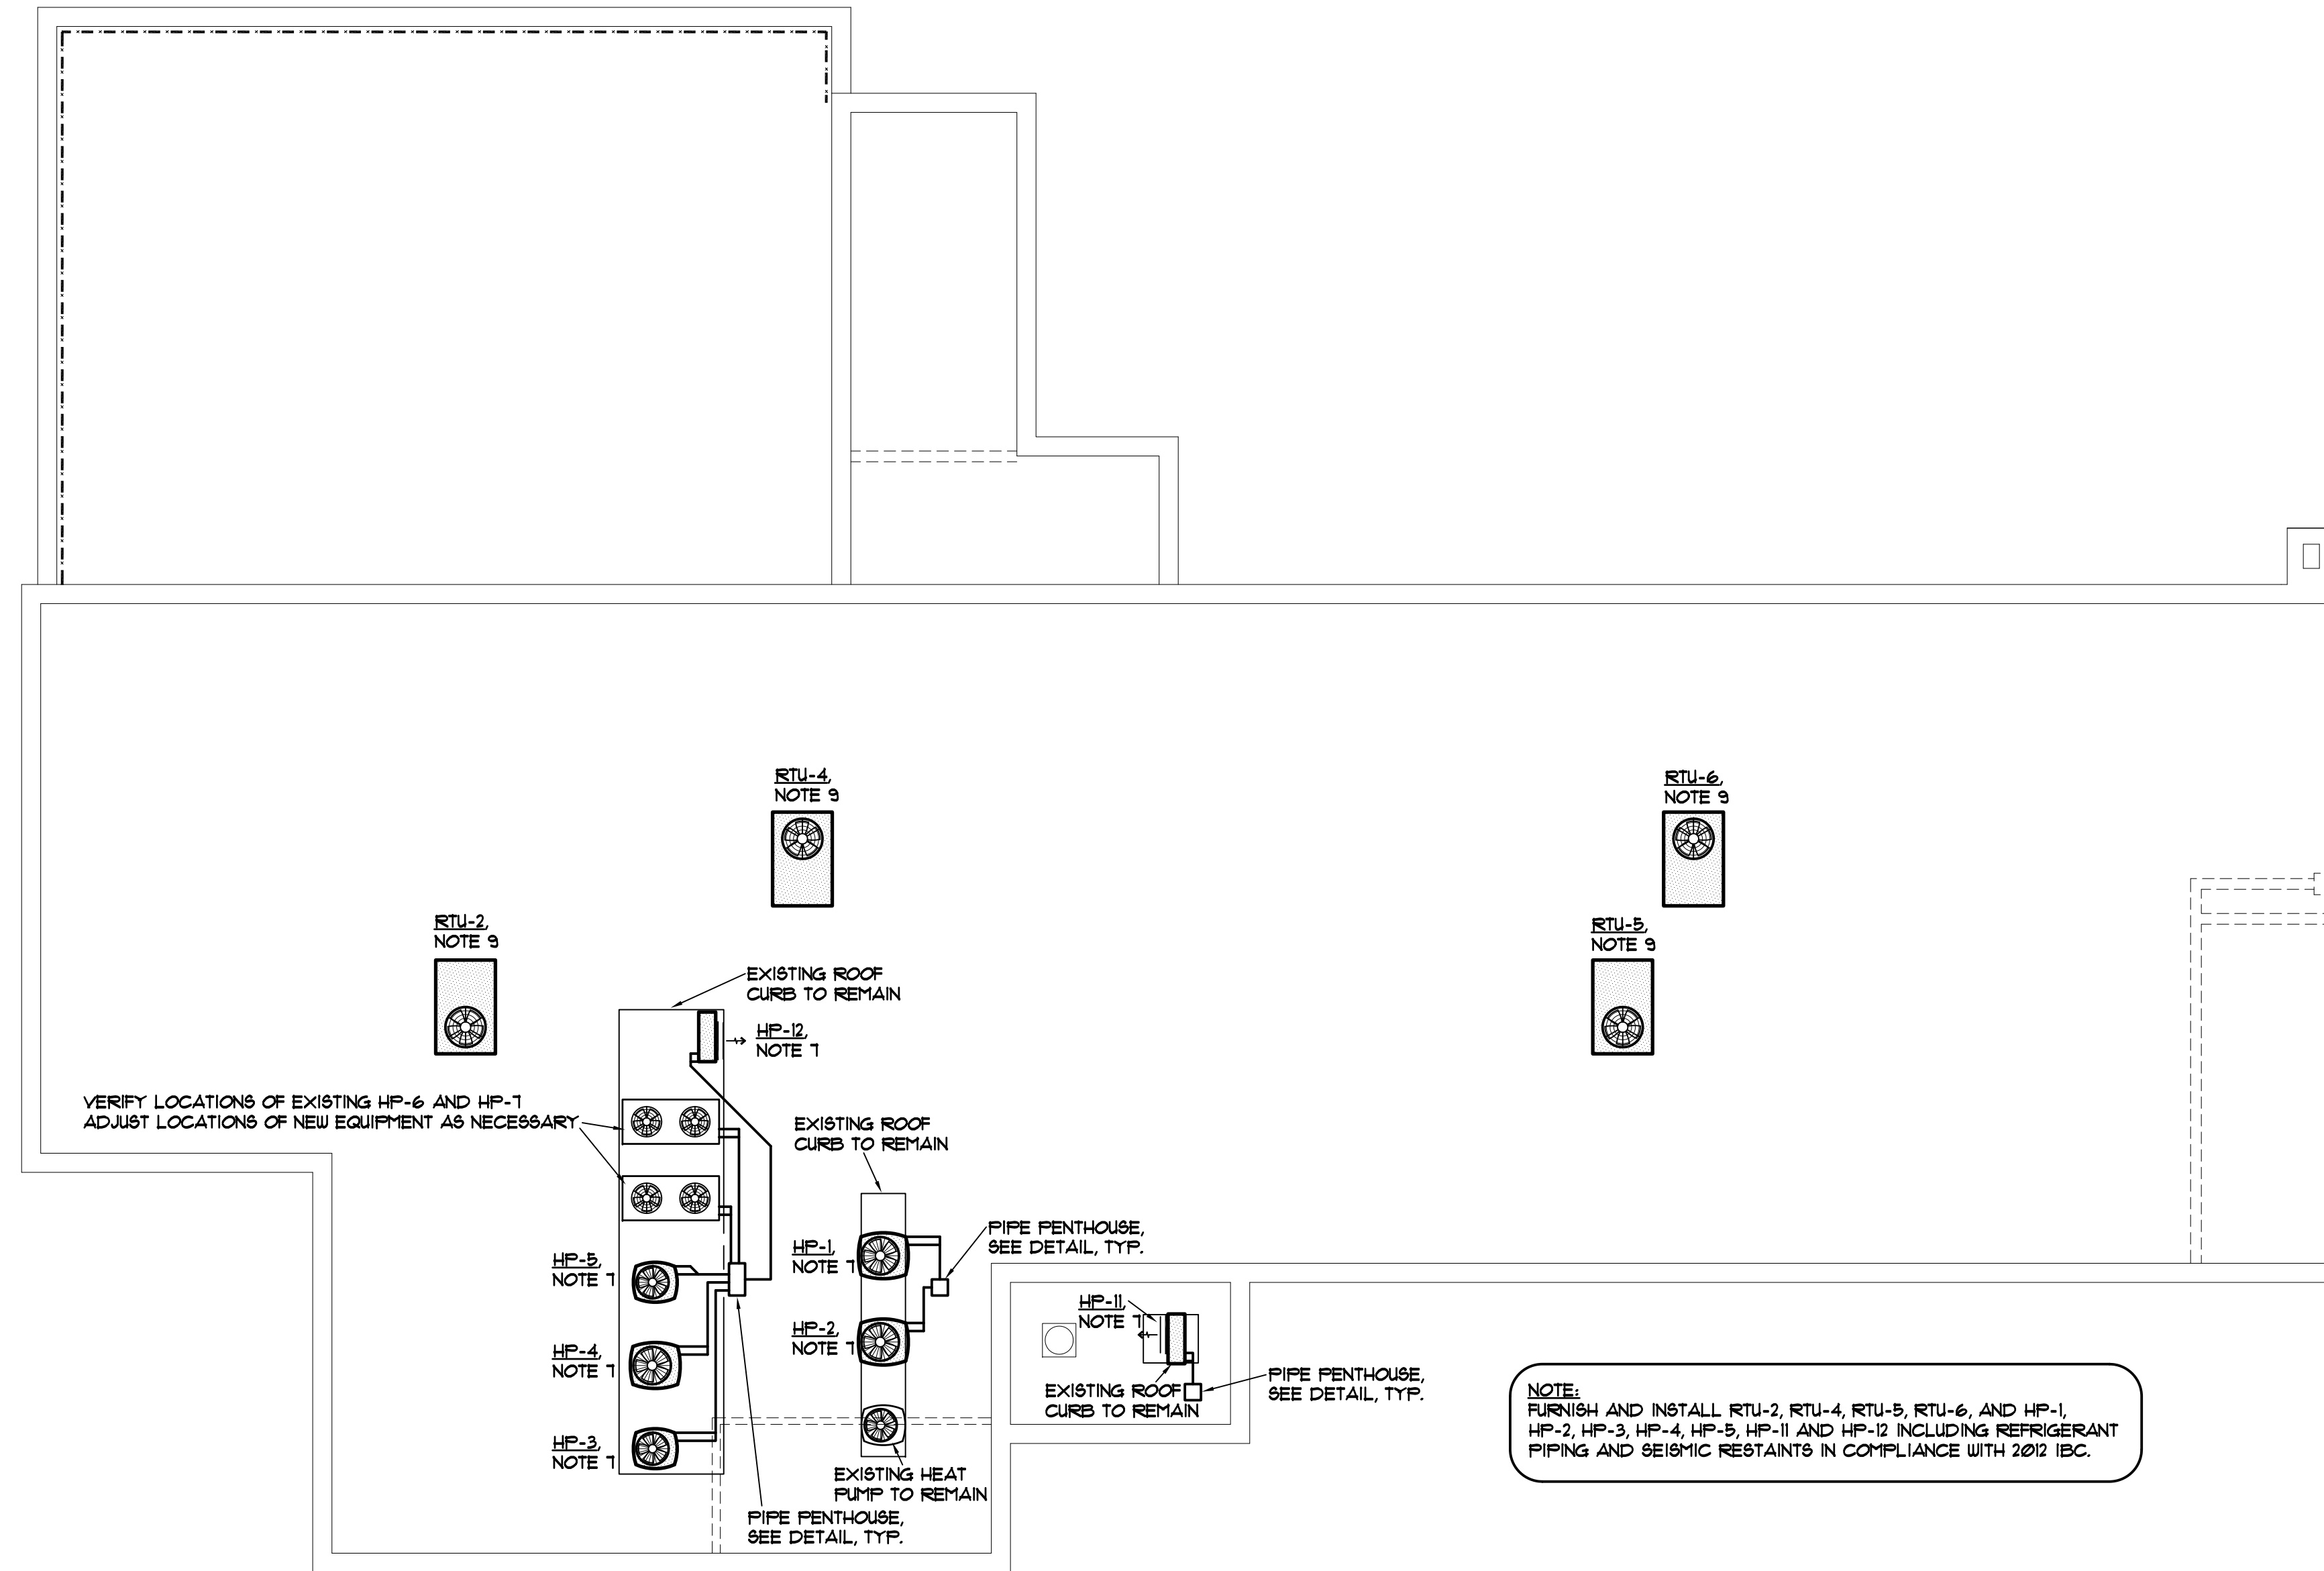 RTU-4,
NOTE 9
RTU-6,
NOTE 9
RTU-2,
NOTE 9
RTU-5,
NOTE 9
EXISTING ROOF
CURB TO REMAIN
HP-12,
NOTE 7
VERIFY LOCATIONS OF EXISTING HP-6 AND HP-7
ADJUST LOCATIONS OF NEW EQUIPMENT AS NECESSARY
EXISTING ROOF
CURB TO REMAIN
PIPE PENTHOUSE,
SEE DETAIL, TYP.
HP-1,
NOTE 7
HP-5,
NOTE 7
HP-11,
NOTE 7
HP-2,
NOTE 7
HP-4,
NOTE 7
PIPE PENTHOUSE,
SEE DETAIL, TYP.
EXISTING ROOF
CURB TO REMAIN
NOTE:
FURNISH AND INSTALL RTU-2, RTU-4, RTU-5, RTU-6, AND HP-1,
HP-2, HP-3, HP-4, HP-5, HP-11 AND HP-12 INCLUDING REFRIGERANT
PIPING AND SEISMIC RESTAINTS IN COMPLIANCE WITH 2012 IBC.
HP-3,
NOTE 7
EXISTING HEAT
PUMP TO REMAIN
PIPE PENTHOUSE,
SEE DETAIL, TYP.